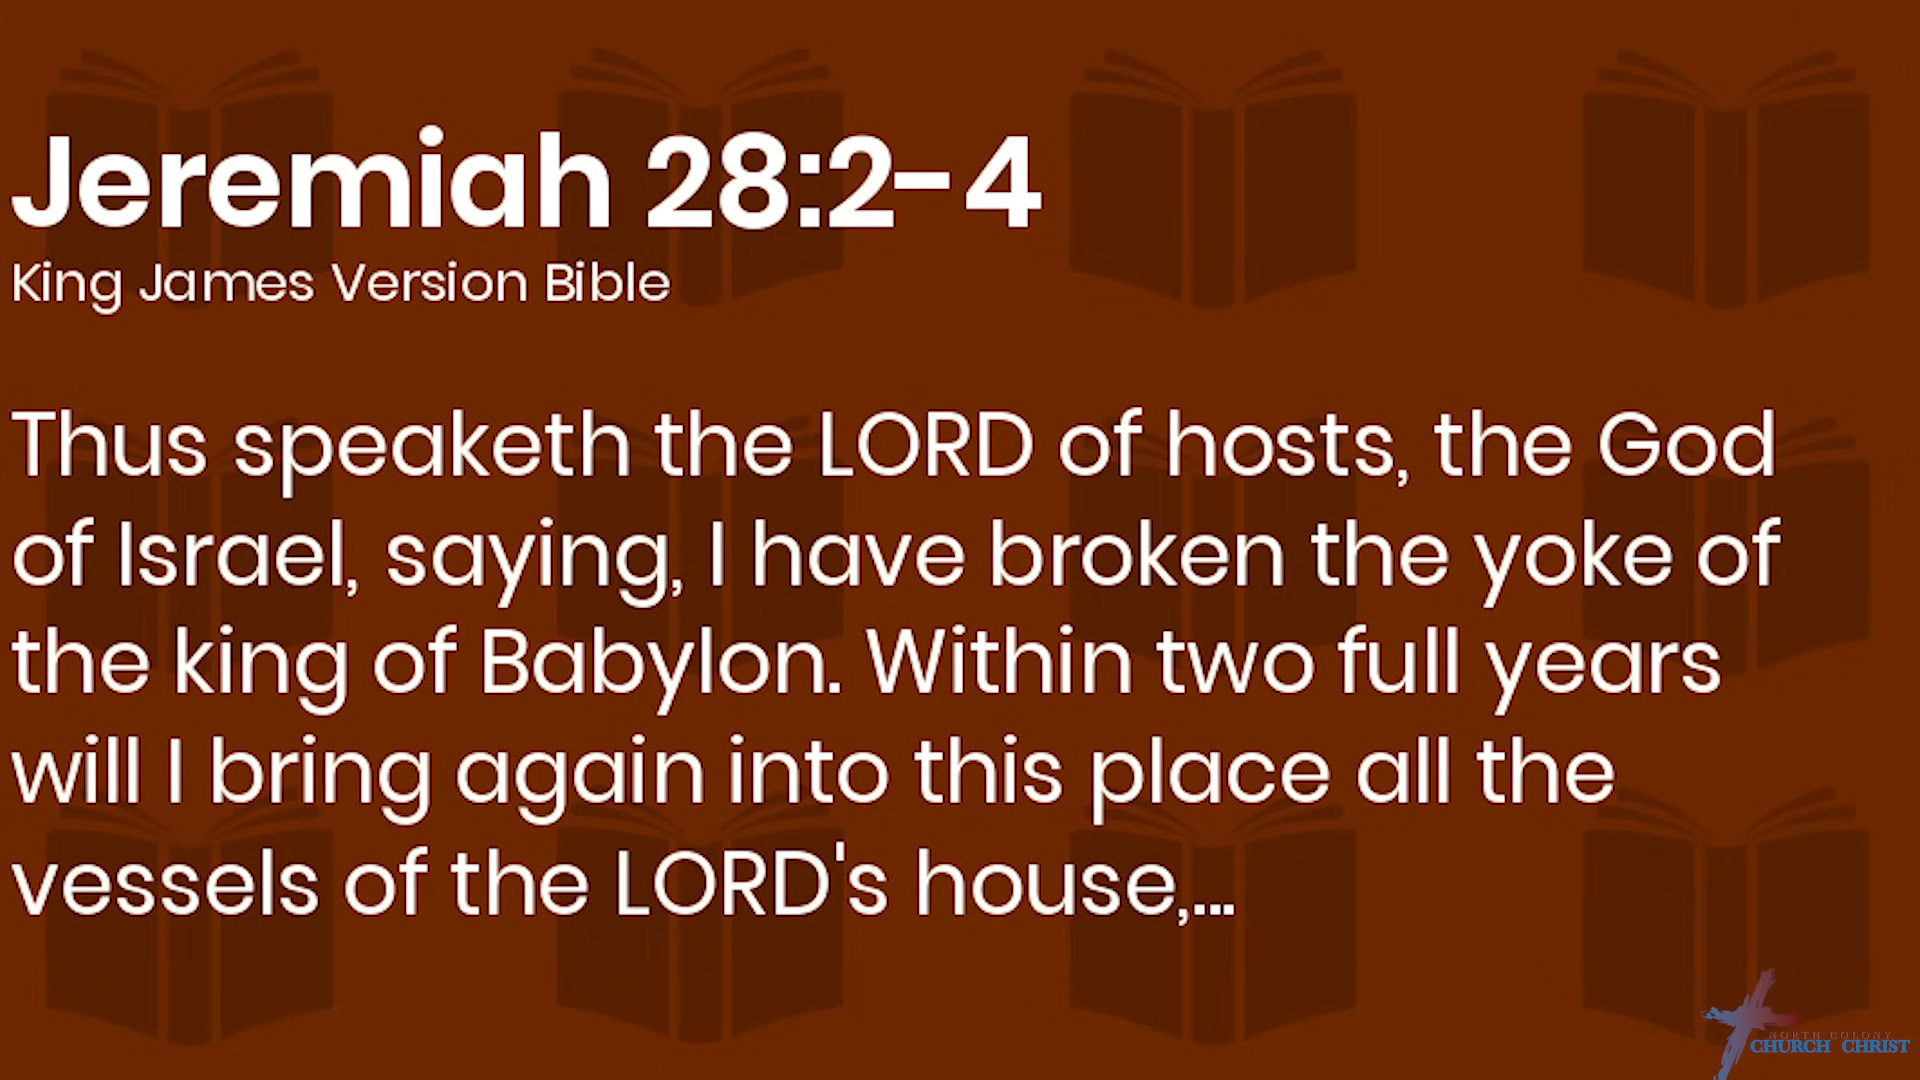 Jeremiah 28:2-4
King James Version Bible
Thus speaketh the LORD of hosts, the God
of Israel, saying, I have broken the yoke of
the king of Babylon. Within two full years
will I bring again into this place all the
vessels of the LORD's house,...
NORTH COLONY
CHURCH CHRIST